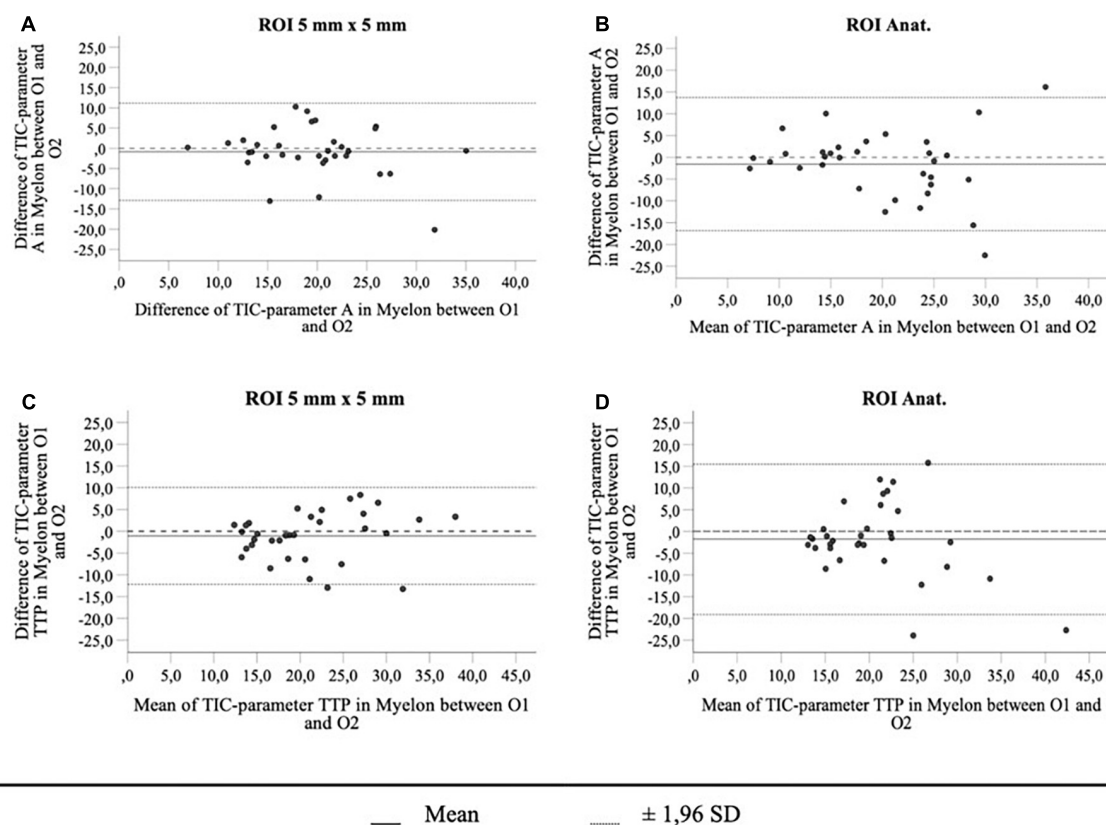 A
ROI 5 mm x 5 mm
Difference of TIC-parameter
A in Myelon between O1 and
O2
25,0
20,0
15,0
10,0
5,0
,0
-5,0
-10,0
-15,0
-20,0
-25,0
,0 5,0 10,0 15,0 20,0 25,0 30,0 35,0 40,0
Difference of TIC-parameter A in Myelon between O1
and O2
B
ROI Anat.
Difference of TIC-parameter A
in Myelon between O1 and O2
25,0
20,0
15,0
10,0
5,0
,0
-5,0
-10,0
-15,0
-20,0
-25,0
,0 5,0 10,0 15,0 20,0 25,0 30,0 35,0 40,0
Mean of TIC-parameter A in Myelon between O1 and O2
C
ROI 5 mm x 5 mm
Difference of TIC-parameter
TTP in Myelon between O1
and O2
25,0
20,0
15,0
10,0
5,0
,0
-5,0
-10,0
-15,0
-20,0
-25,0
,0 5,0 10,0 15,0 20,0 25,0 30,0 35,0 40,0 45,0
Mean of TIC-parameter TTP in Myelon between O1
and O2
D
ROI Anat.
Difference of TIC-parameter
TTP in Myelon between O1
and O2
25,0
20,0
15,0
10,0
5,0
,0
-5,0
-10,0
-15,0
-20,0
-25,0
,0 5,0 10,0 15,0 20,0 25,0 30,0 35,0 40,0 45,0
Mean of TIC-parameter TTP in Myelon between O1 and
O2
Mean ± 1,96 SD